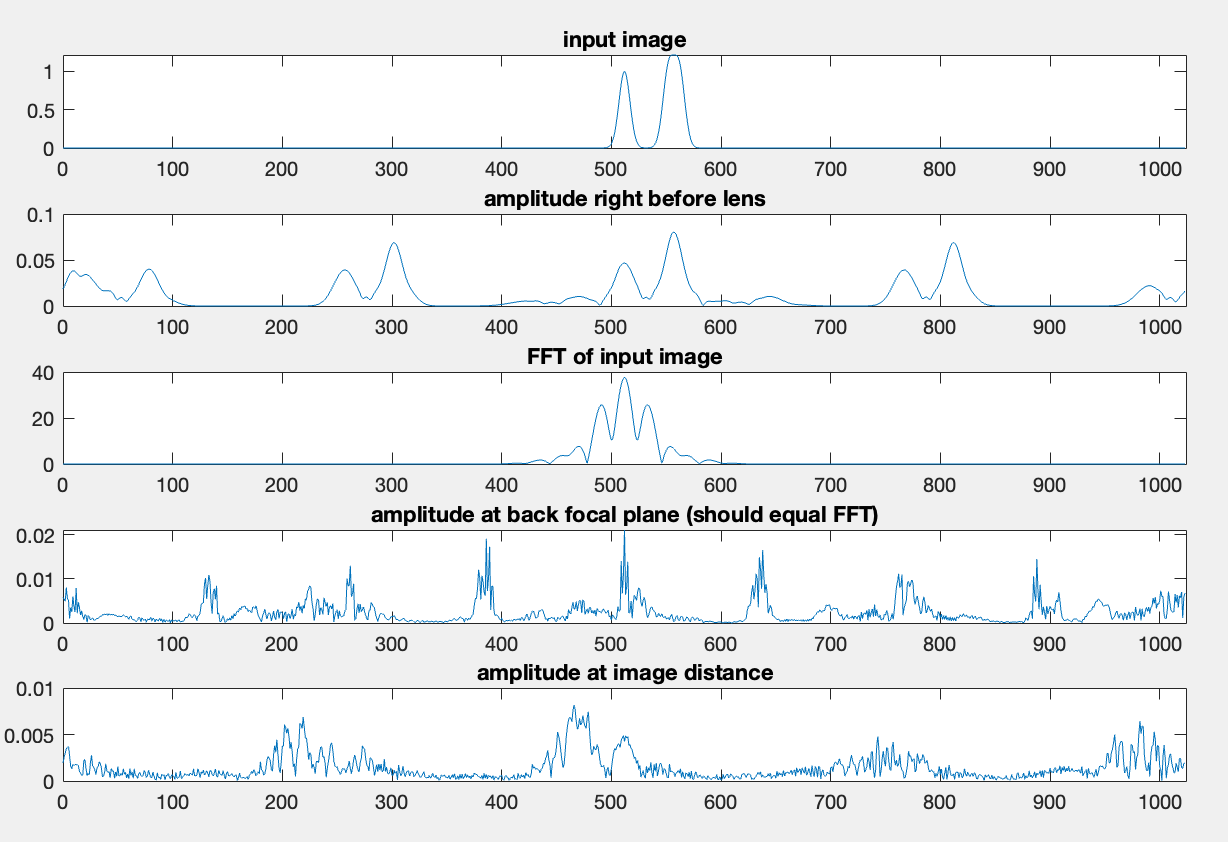 input image
1
0.5
0
0 100 200 300 400 500 600 700 800 900 1000
amplitude right before lens
0.1
0.05
0
0 100 200 300 400 500 600 700 800 900 1000
FFT of input image
40
20
0
0 100 200 300 400 500 600 700 800 900 1000
amplitude at back focal plane (should equal FFT)
0.02
0.01
0
0 100 200 300 400 500 600 700 800 900 1000
amplitude at image distance
0.01
0.005
0
0 100 200 300 400 500 600 700 800 900 1000